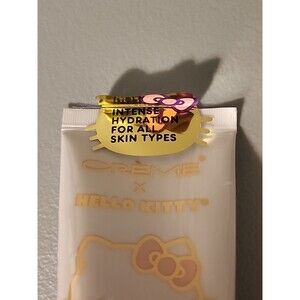 INTENSE
HYDRATION
FOR ALL
SKIN TYPES
CRÈME
X
HELLO KITTY®